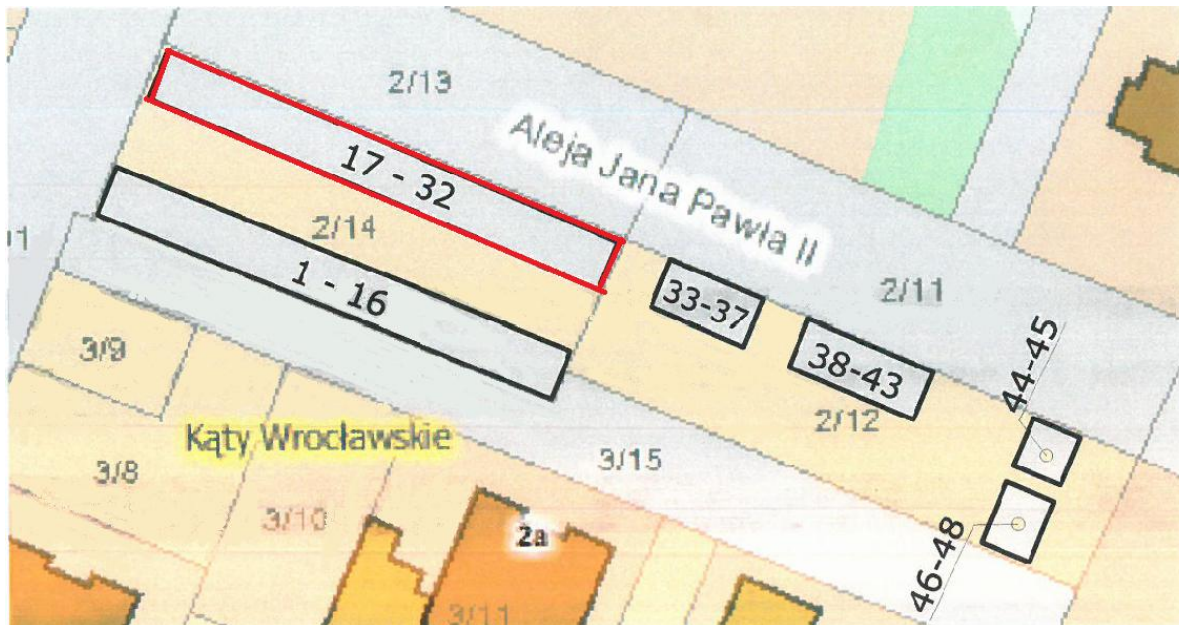 2/13
Aleja Jana Pawła II
17 - 32
2/14
1 - 16
33-37
2/11
38-43
44-45
3/9
2/12
Kąty Wrocławskie
3/15
3/8
3/10
2a
46-48
3/11